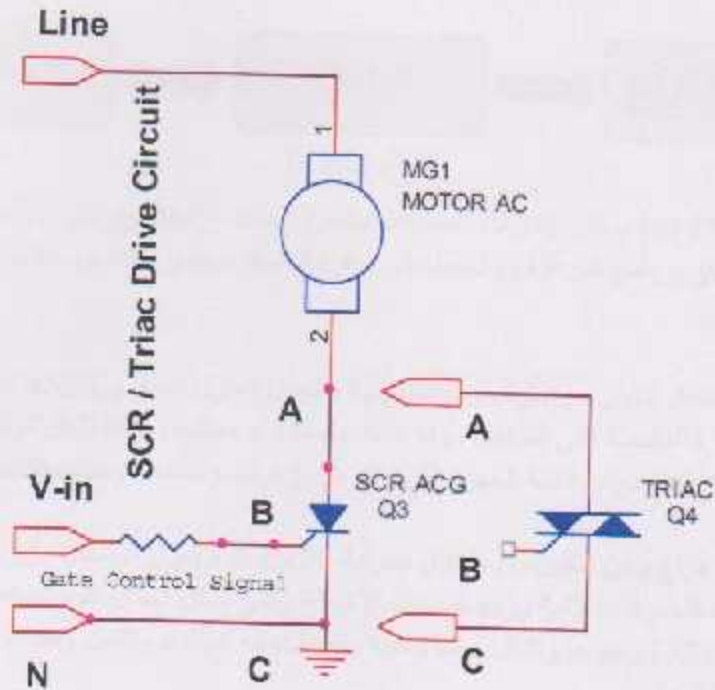 Line
SCR / Triac Drive Circuit
1
MG1
MOTOR AC
2
A
A
V-in
B
SCR ACG
Q3
TRIAC
Q4
B
Gate Control Signal
N
C
C